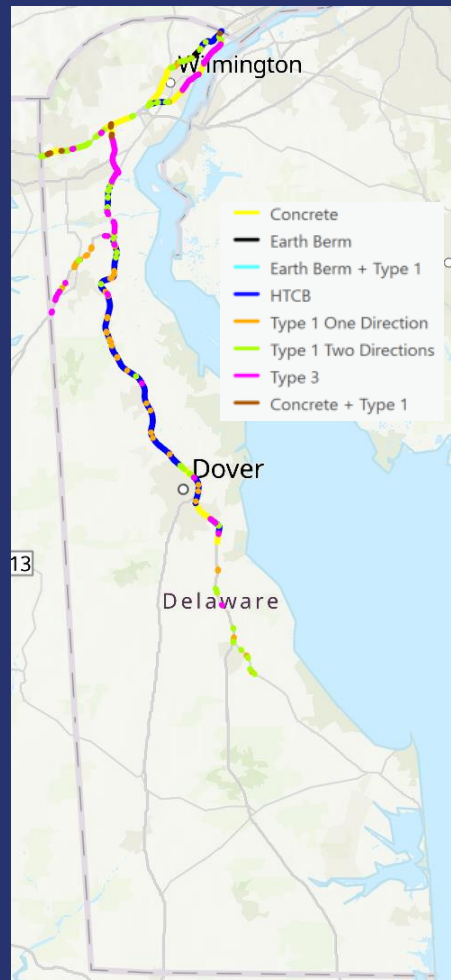 Wilmington
Concrete
Earth Berm
Earth Berm + Type 1
HTCB
Type 1 One Direction
Type 1 Two Directions
Type 3
Concrete + Type 1
Dover
13
Delaware